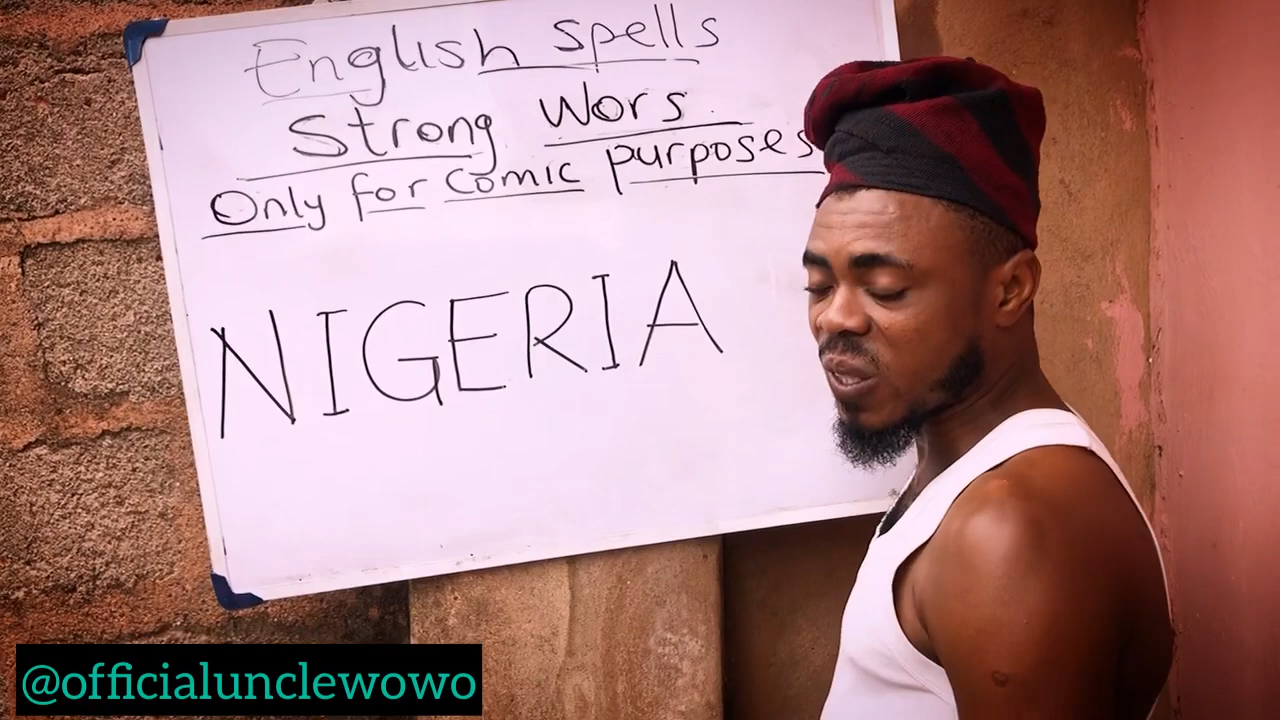 English spells
Strong Wors.
Only for Comic purposes
NIGERIA
@officialunclewowo